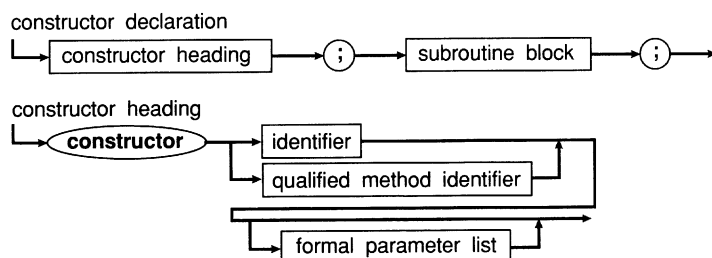 constructor declaration
constructor heading ; subroutine block ;
constructor heading
constructor identifier
qualified method identifier
formal parameter list